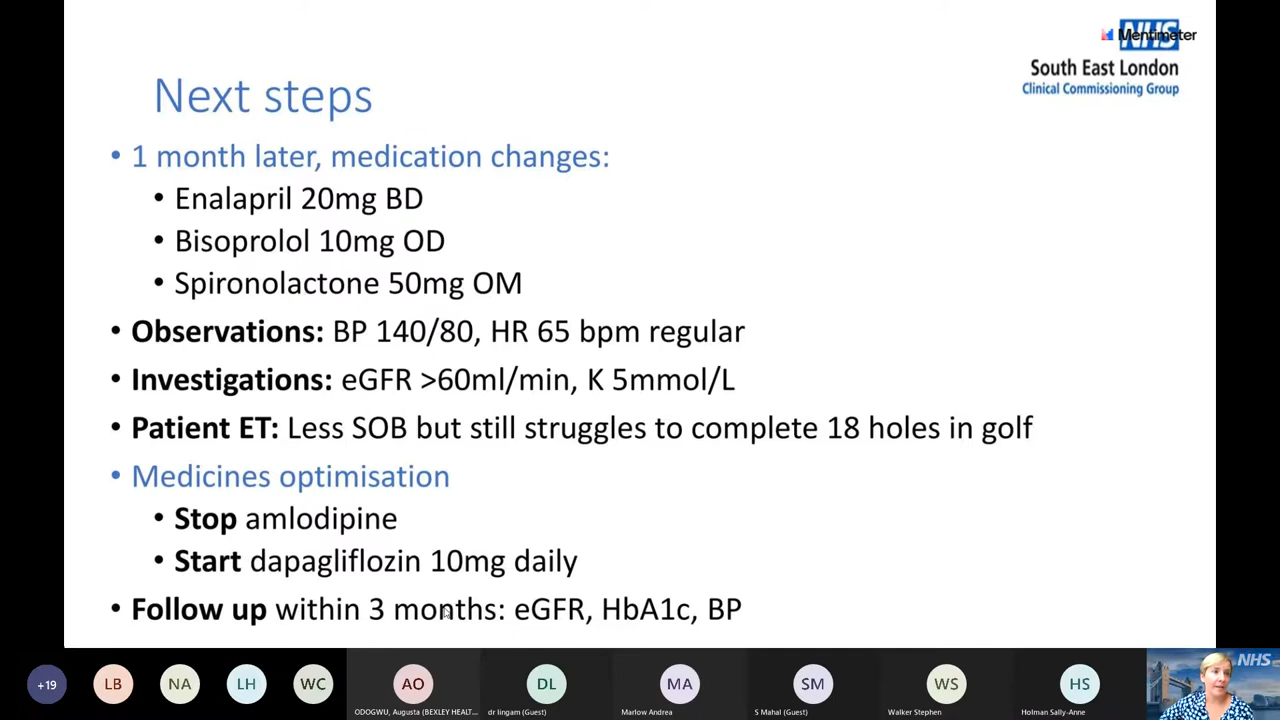 Mentimeter
NHS
South East London
Clinical Commissioning Group
Next steps
• 1 month later, medication changes:
• Enalapril 20mg BD
• Bisoprolol 10mg OD
• Spironolactone 50mg OM
• Observations: BP 140/80, HR 65 bpm regular
• Investigations: eGFR >60ml/min, K 5mmol/L
• Patient ET: Less SOB but still struggles to complete 18 holes in golf
• Medicines optimisation
• Stop amlodipine
• Start dapagliflozin 10mg daily
• Follow up within 3 months: eGFR, HbA1c, BP
+19
LB
NA
LH
WC
AO
DL
MA
SM
WS
HS
NHS
ODOGWU, Augusta (BEXLEY HEALT...
dr lingam (Guest)
Marlow Andrea
S Mahal (Guest)
Walker Stephen
Holman Sally-Anne